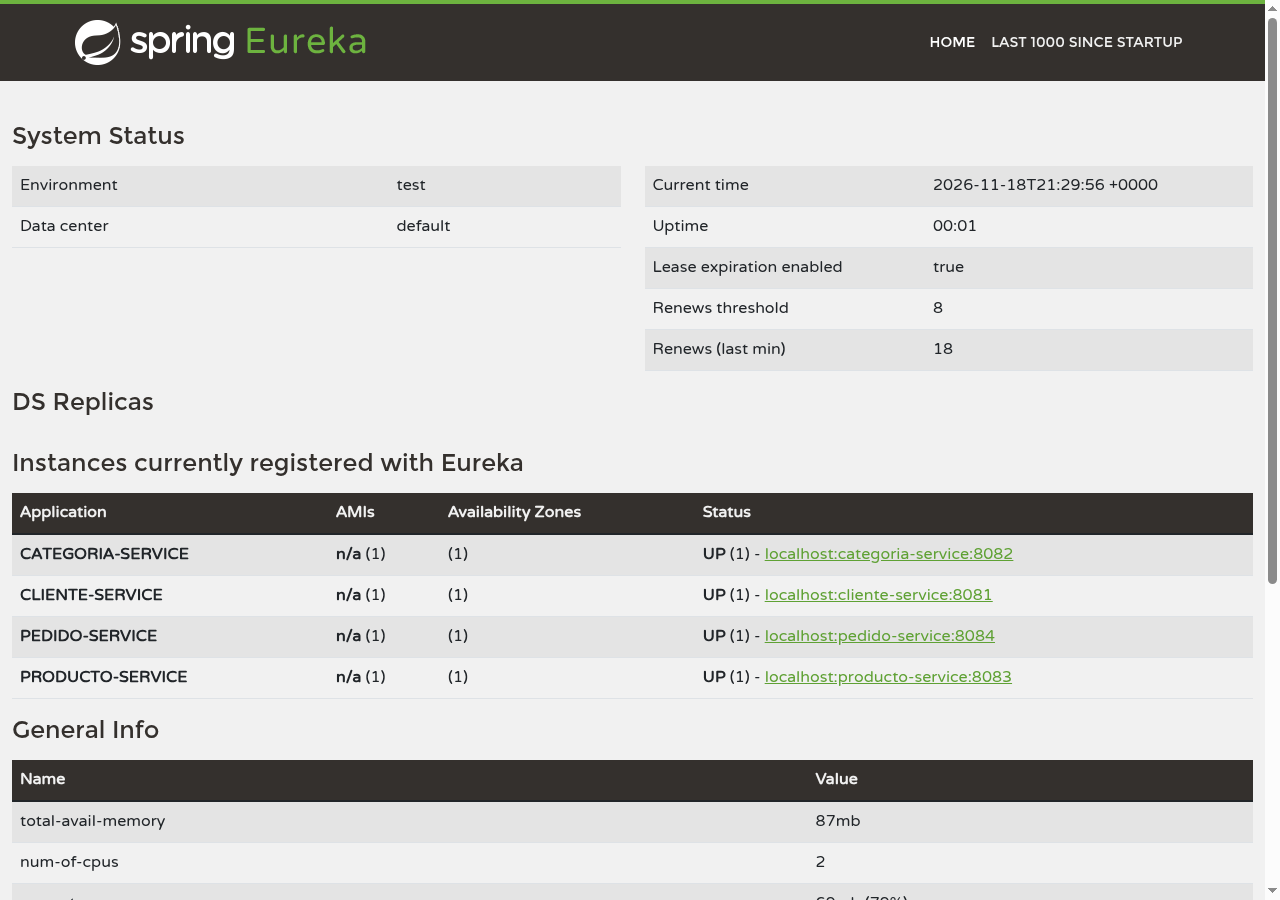 spring Eureka
HOME LAST 1000 SINCE STARTUP
System Status
Environment test
Data center default
Current time 2026-11-18T21:29:56 +0000
Uptime 00:01
Lease expiration enabled true
Renews threshold 8
Renews (last min) 18
DS Replicas
Instances currently registered with Eureka
Application AMIs Availability Zones Status
CATEGORIA-SERVICE n/a (1) (1) UP (1) - localhost:categoria-service:8082
CLIENTE-SERVICE n/a (1) (1) UP (1) - localhost:cliente-service:8081
PEDIDO-SERVICE n/a (1) (1) UP (1) - localhost:pedido-service:8084
PRODUCTO-SERVICE n/a (1) (1) UP (1) - localhost:producto-service:8083
General Info
Name Value
total-avail-memory 87mb
num-of-cpus 2